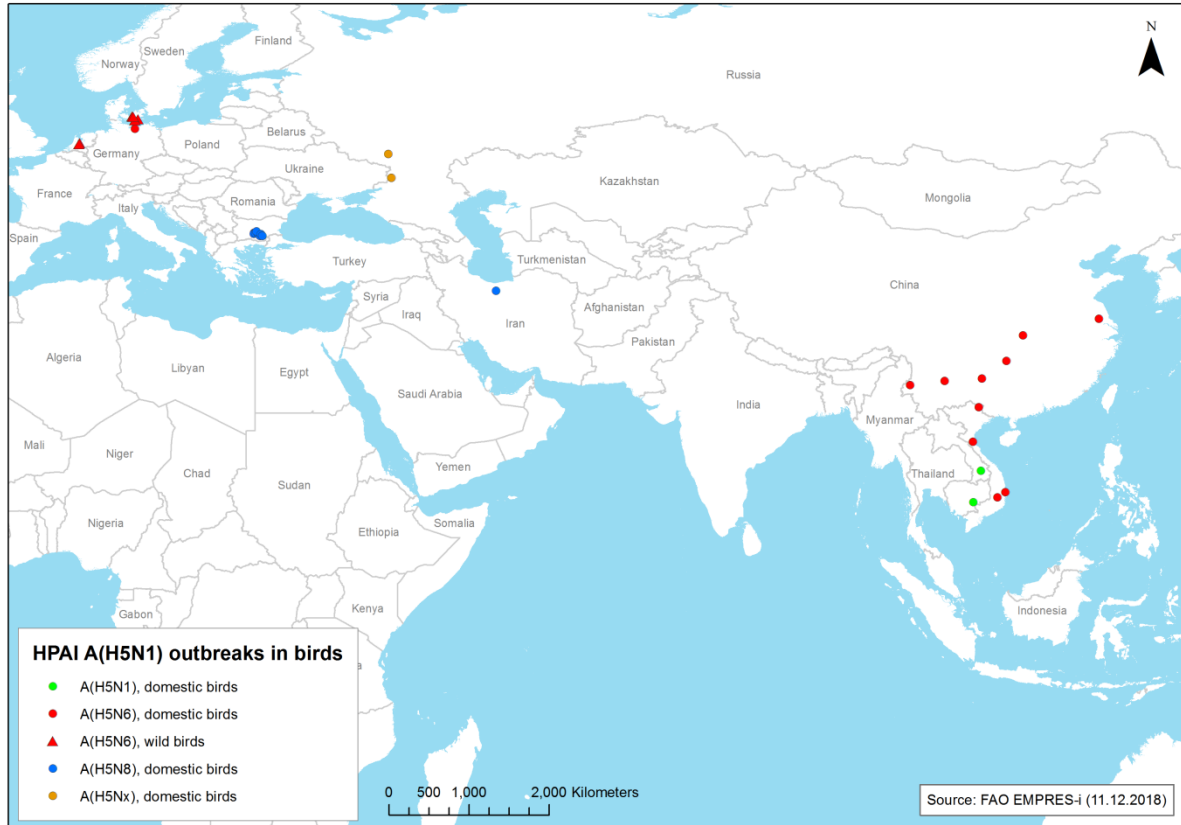 Finland
Sweden
Norway
N
Russia
Belarus
Poland
Germany
Ukraine
Kazakhstan
France
Mongolia
Romania
Italy
Spain
Turkmenistan
Turkey
China
Syria
Afghanistan
Iraq
Iran
Pakistan
Algeria
Libyan
Egypt
Saudi Arabia
India
Myanmar
Mali
Niger
Yemen
Chad
Thailand
Sudan
Nigeria
Somalia
Ethiopia
Kenya
Gabon
Indonesia
HPAI A(H5N1) outbreaks in birds
A(H5N1), domestic birds
A(H5N6), domestic birds
A(H5N6), wild birds
A(H5N8), domestic birds
A(H5Nx), domestic birds
0 500 1,000 2,000 Kilometers
Source: FAO EMPRES-i (11.12.2018)